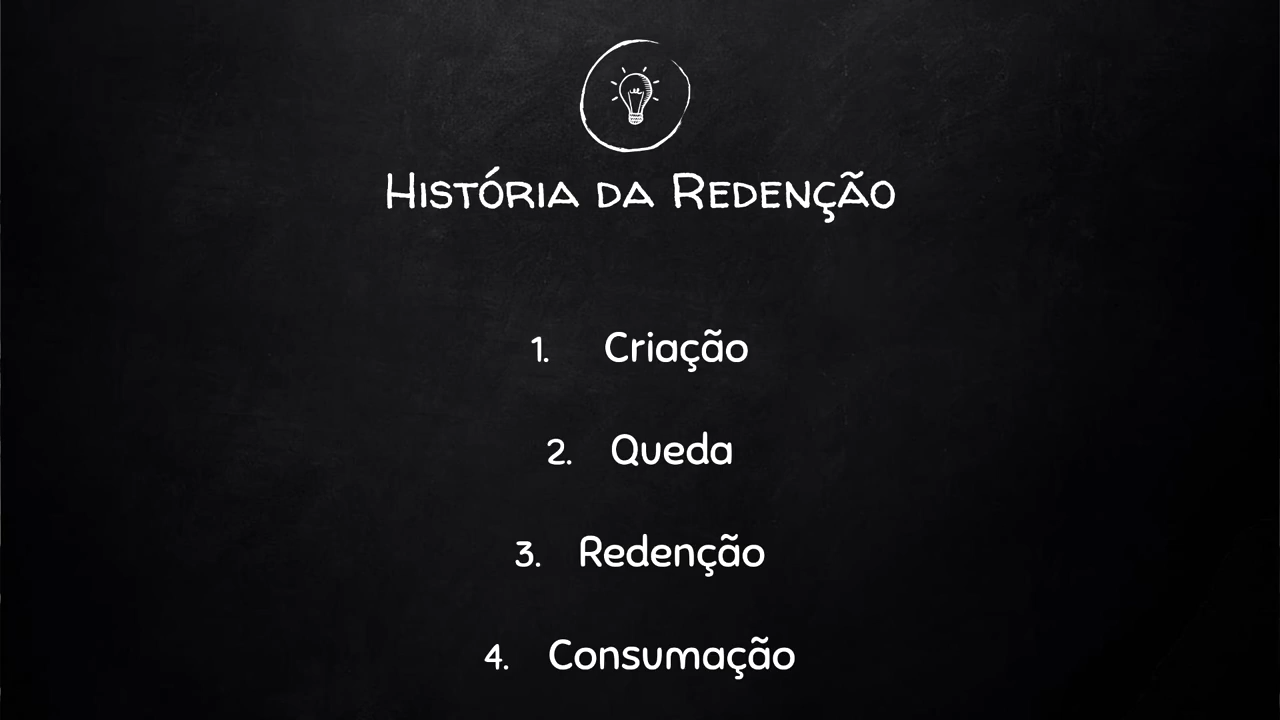 História da Redenção
1. Criação
2. Queda
3. Redenção
4. Consumação